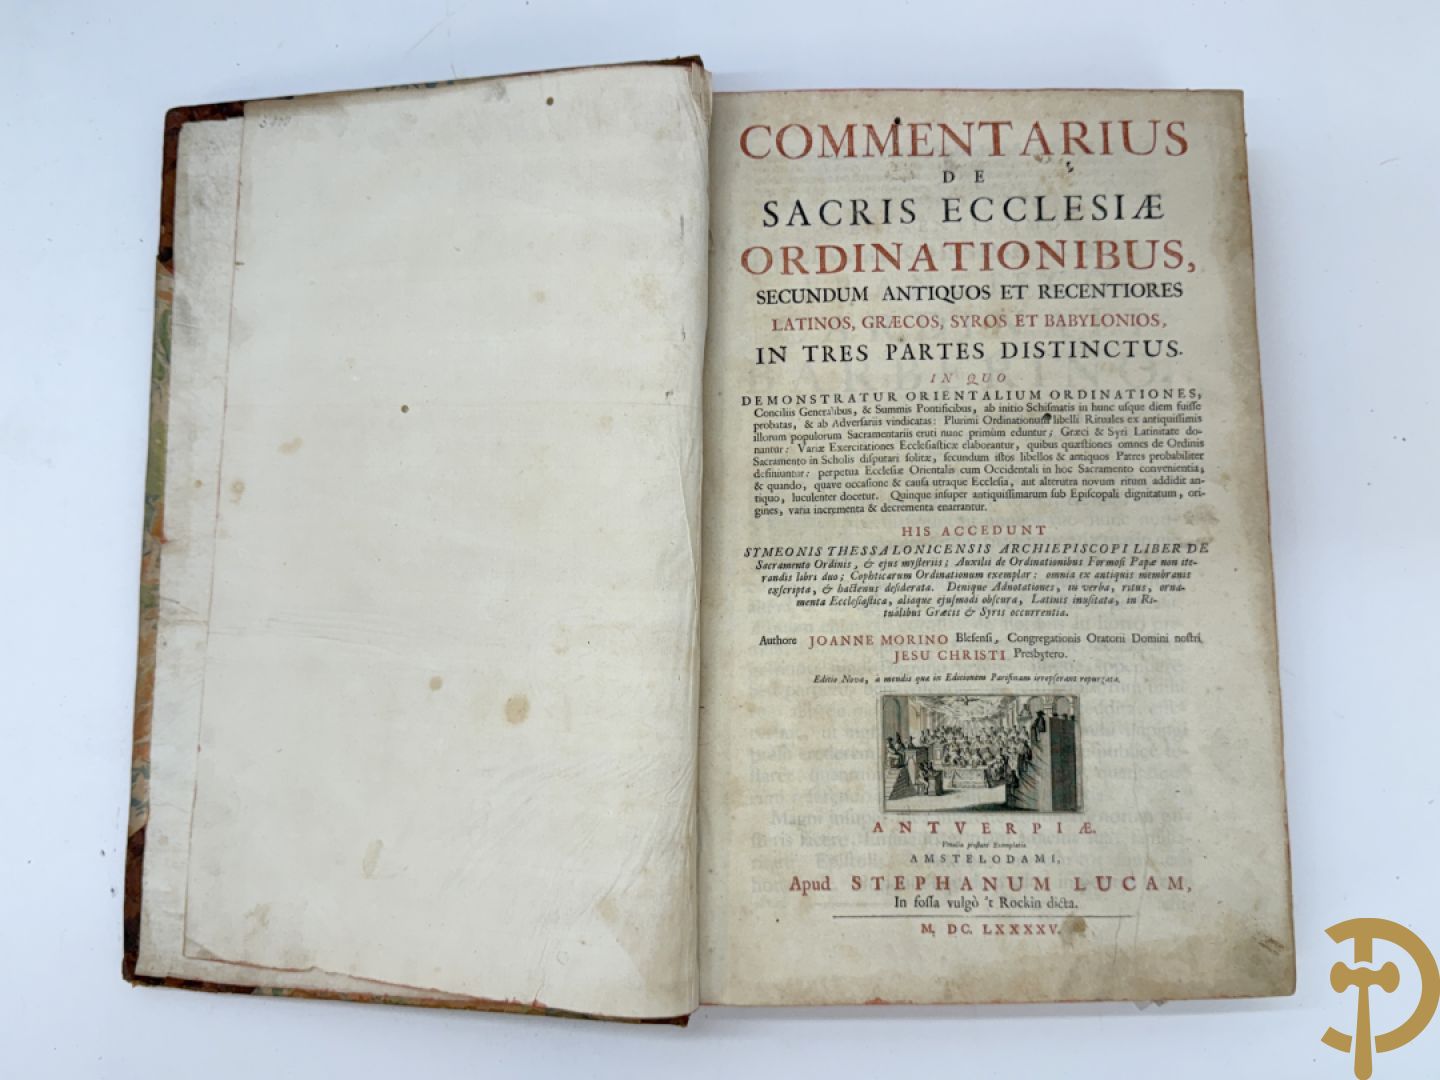 COMMENTARIUS
DE
SACRIS ECCLESIÆ
ORDINATIONIBUS,
SECUNDUM ANTIQUOS ET RECENTIORES
LATINOS, GRÆCOS, SYROS ET BABYLONIOS,
IN TRES PARTES DISTINCTUS.
IN QUO
DEMONSTRATUR ORIENTALIUM ORDINATIONES,
Conciliis Generalibus, & Summis Pontificibus, ab initio Schiſmatis in hunc uſque diem fuiſſe
probatas, & ab Adverſariis vindicatas: Plurimi Ordinationum libelli Rituales ex antiquiſſimis
illorum populorum Sacramentariis eruti nunc primùm eduntur; Græci & Syri Latinitate do-
nantur: Variæ Exercitationes Eccleſiaſticæ elaborantur, quibus quæſtiones omnes de Ordinis
Sacramento in Scholis diſputari ſolitæ, ſecundum iſtos libellos & antiquos Patres probabiliter
definiuntur: perpetua Eccleſiæ Orientalis cum Occidentali in hoc Sacramento convenientia,
& quando, quave occaſione & cauſa utraque Eccleſia, aut alterutra novum ritum addidit an-
tiquo, luculenter docetur. Quinque inſuper antiquiſſimarum ſub Epiſcopali dignitatum, ori-
gines, varia incrementa & decrementa enarrantur.
HIS ACCEDUNT
SYMEONIS THESSALONICENSIS ARCHIEPISCOPI LIBER DE
Sacramento Ordinis, & ejus myſteriis; Auxilii de Ordinationibus Formoſi Papæ non ite-
randis libri duo; Cophticarum Ordinationum exemplar: omnia ex antiquis membranis
exſcripta, & hactenus deſiderata. Denique Adnotationes, in verba, ritus, orna-
menta Eccleſiaſtica, aliaque ejuſmodi obſcura, Latinis inuſitata, in Ri-
tualibus Græcis & Syris occurrentia.
Authore JOANNE MORINO Bleſenſi, Congregationis Oratorii Domini noſtri
JESU CHRISTI Presbytero.
Editio Nova, à mendis quæ in Editionem Pariſinam irrepſerant repurgata.
ANTVERPIÆ.
Venalia proſtant Exemplaria
AMSTELODAMI,
Apud STEPHANUM LUCAM,
In foſſa vulgò 't Rockin dicta.
M. DC. LXXXXV.